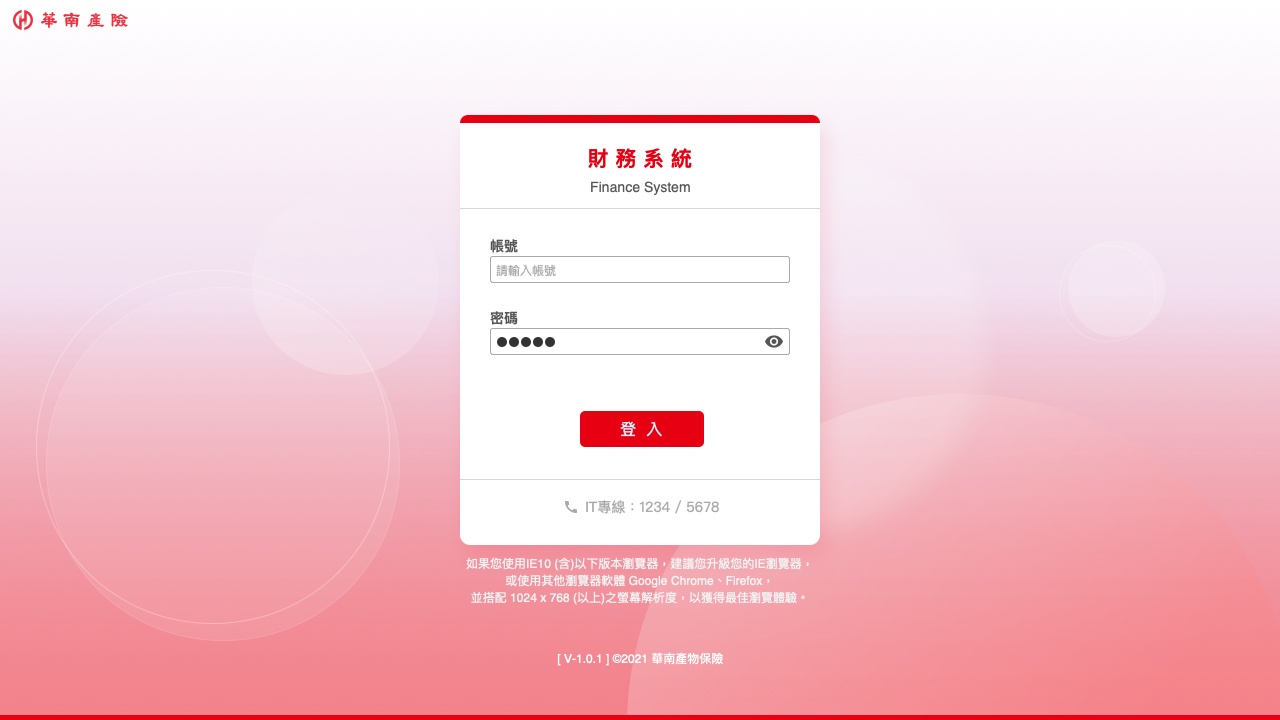 華南產險
財務系統
Finance System
帳號
請輸入帳號
密碼
登入
IT專線：1234 / 5678
如果您使用IE10 (含)以下版本瀏覽器，建議您升級您的IE瀏覽器，
或使用其他瀏覽器軟體 Google Chrome、Firefox，
並搭配 1024 x 768 (以上)之螢幕解析度，以獲得最佳瀏覽體驗。
[ V-1.0.1 ] ©2021 華南產物保險